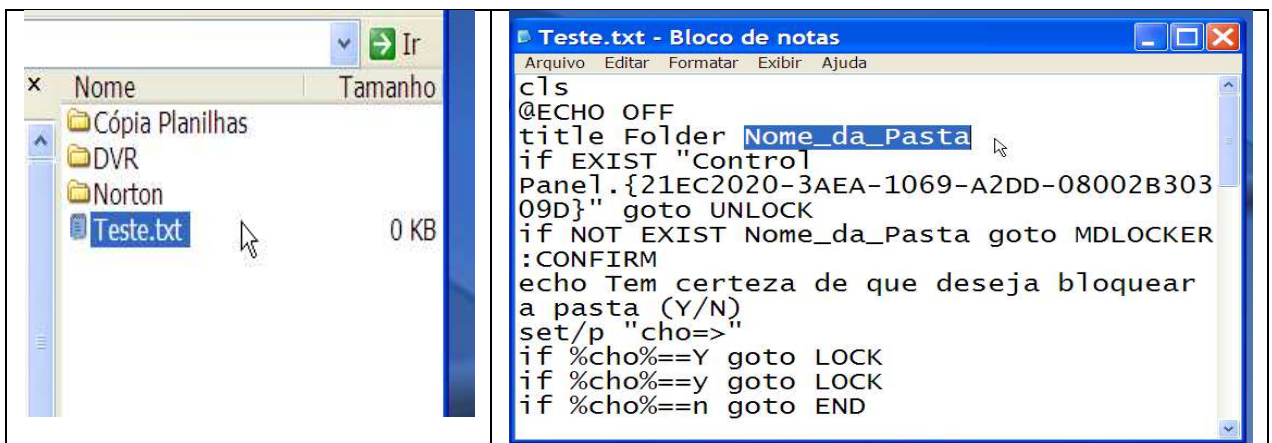 Ir
x Nome Tamanho
Cópia Planilhas
DVR
Norton
Teste.txt 0 KB
Teste.txt - Bloco de notas
Arquivo Editar Formatar Exibir Ajuda
cls
@ECHO OFF
title Folder Nome_da_Pasta
if EXIST "Control
Panel.{21EC2020-3AEA-1069-A2DD-08002B303
09D}" goto UNLOCK
if NOT EXIST Nome_da_Pasta goto MDLOCKER
:CONFIRM
echo Tem certeza de que deseja bloquear
a pasta (Y/N)
set/p "cho=>"
if %cho%==Y goto LOCK
if %cho%==y goto LOCK
if %cho%==n goto END